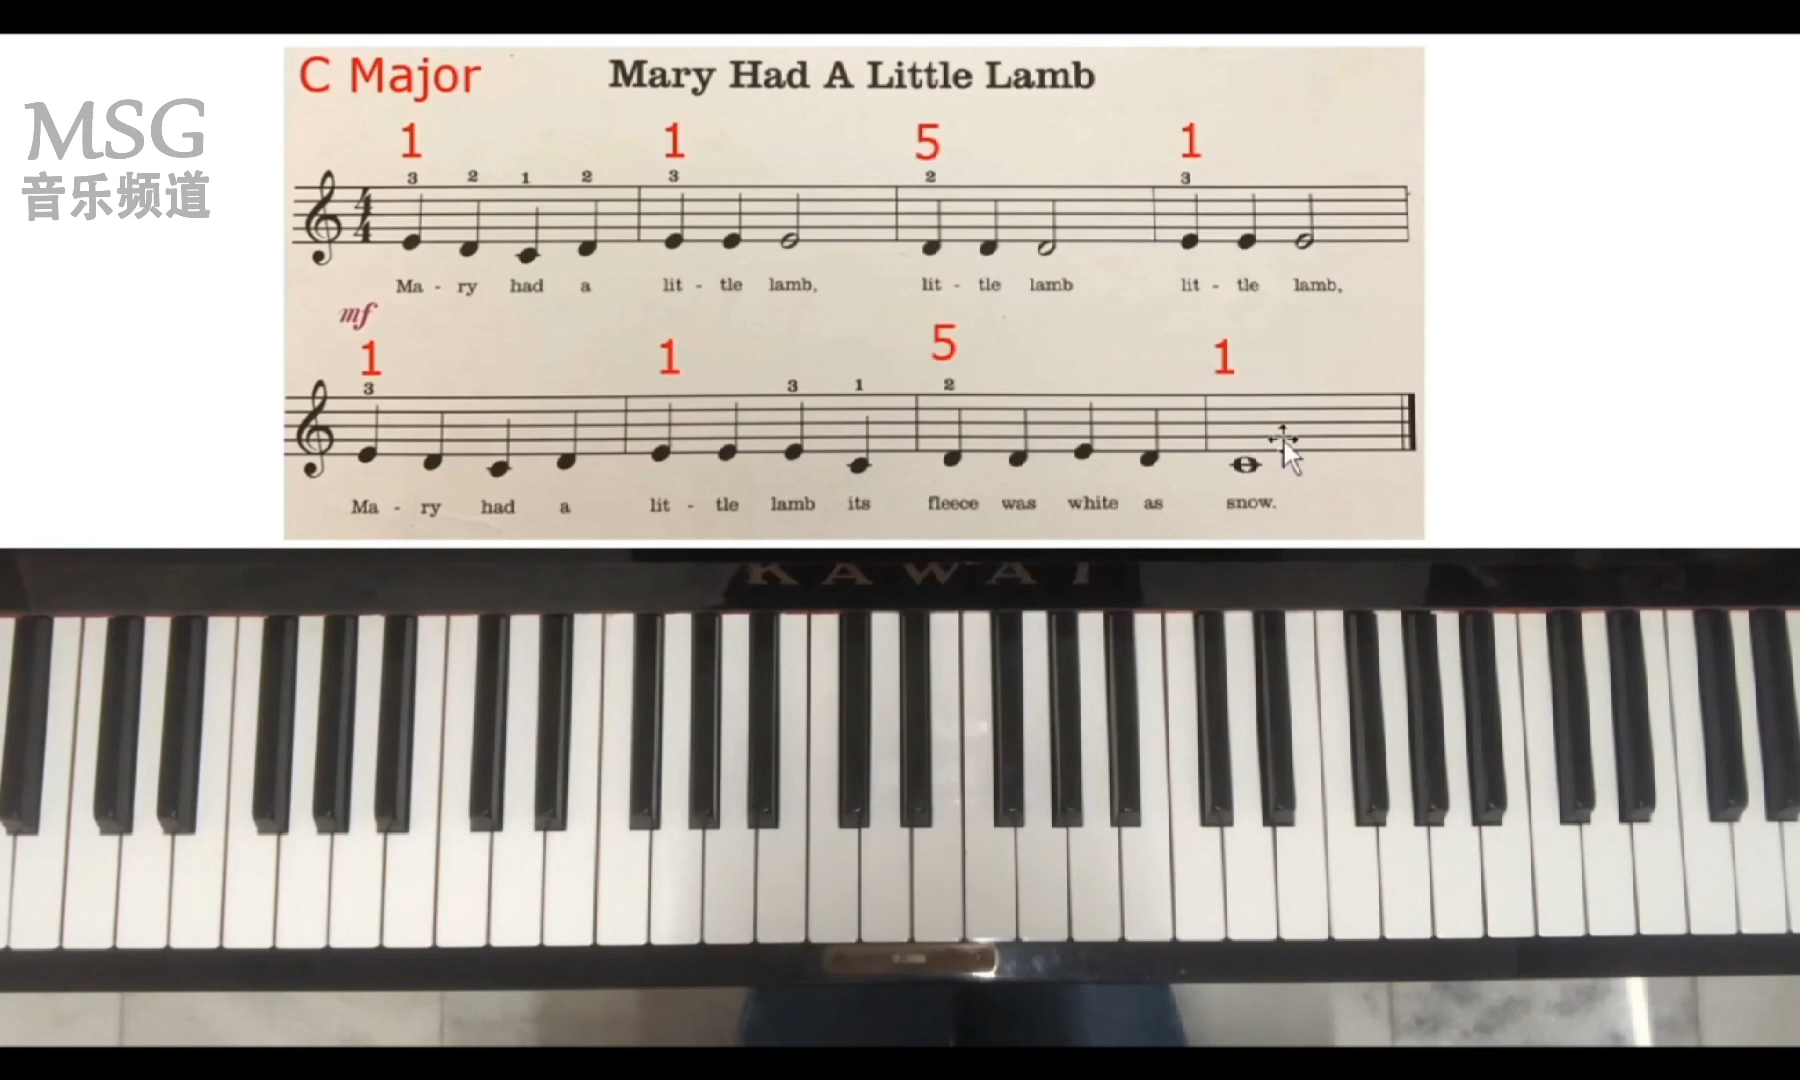 C Major
Mary Had A Little Lamb
MSG
音乐频道
1 1 5 1
3 2 1 2 3 2 3
4
4
Ma - ry had a lit - tle lamb, lit - tle lamb lit - tle lamb,
mf
1 1 5 1
3 3 1 2
Ma - ry had a lit - tle lamb its fleece was white as snow.
KAWAI